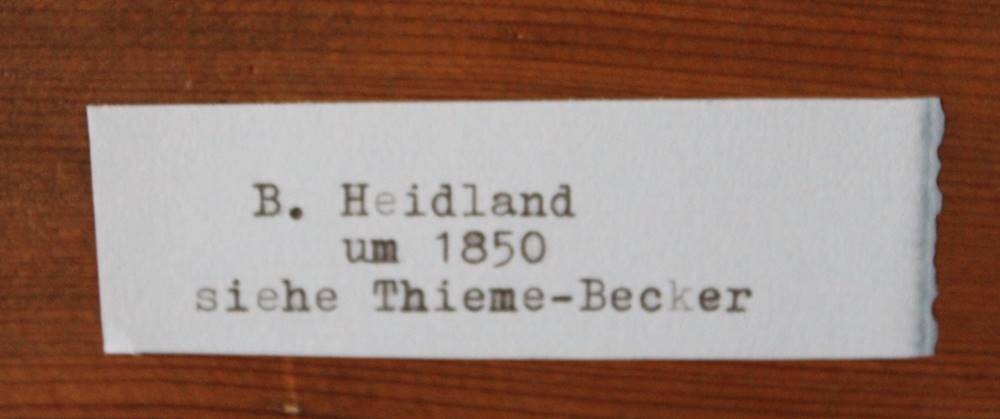 B. Heidland
um 1850
siehe Thieme-Becker